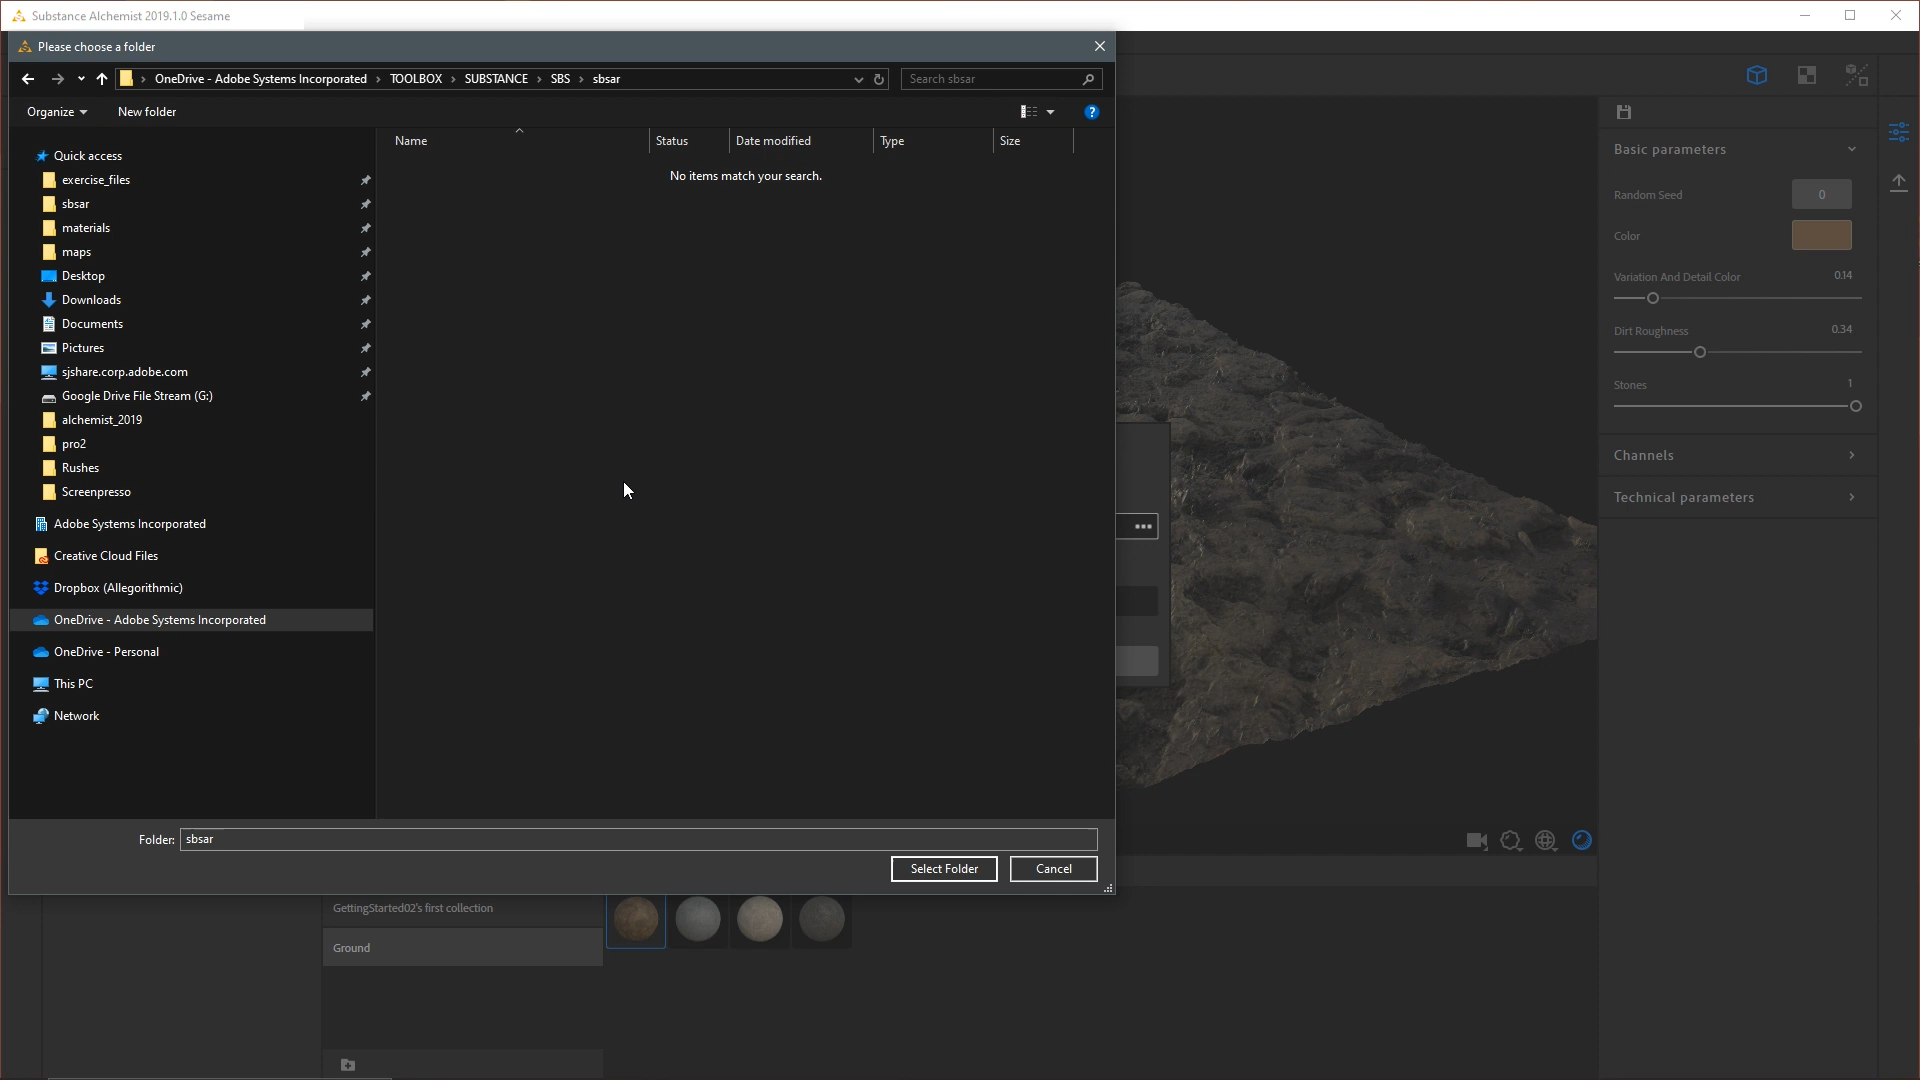 Substance Alchemist 2019.1.0 Sesame
Please choose a folder
OneDrive - Adobe Systems Incorporated > TOOLBOX > SUBSTANCE > SBS > sbsar
Search sbsar
Organize
New folder
Name
Status
Date modified
Type
Size
No items match your search.
Quick access
exercise_files
sbsar
materials
maps
Desktop
Downloads
Documents
Pictures
sjshare.corp.adobe.com
Google Drive File Stream (G:)
alchemist_2019
pro2
Rushes
Screenpresso
Adobe Systems Incorporated
Creative Cloud Files
Dropbox (Allegorithmic)
OneDrive - Adobe Systems Incorporated
OneDrive - Personal
This PC
Network
Folder: sbsar
Select Folder
Cancel
Basic parameters
Random Seed 0
Color
Variation And Detail Color 0.14
Dirt Roughness 0.34
Stones 1
Channels
Technical parameters
GettingStarted02's first collection
Ground